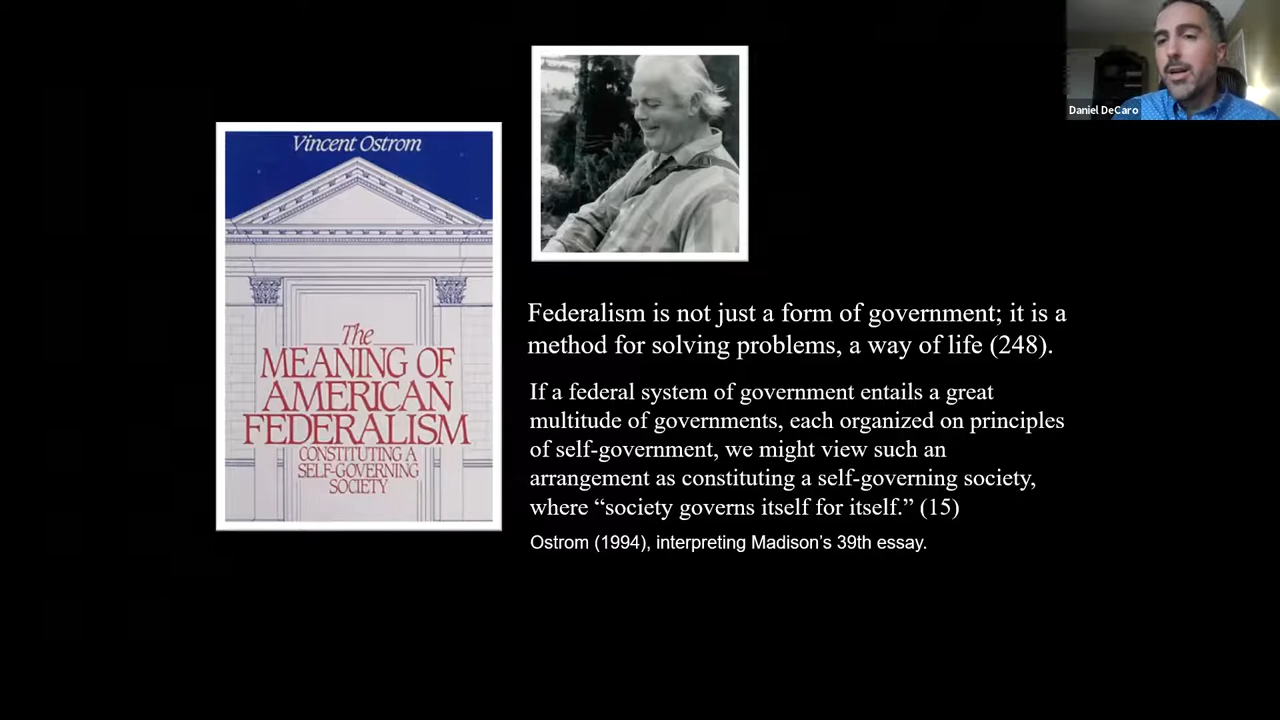 Daniel DeCaro
Vincent Ostrom
The
MEANING OF
AMERICAN
FEDERALISM
CONSTITUTING A
SELF-GOVERNING
SOCIETY
Federalism is not just a form of government; it is a
method for solving problems, a way of life (248).
If a federal system of government entails a great
multitude of governments, each organized on principles
of self-government, we might view such an
arrangement as constituting a self-governing society,
where “society governs itself for itself.” (15)
Ostrom (1994), interpreting Madison’s 39th essay.